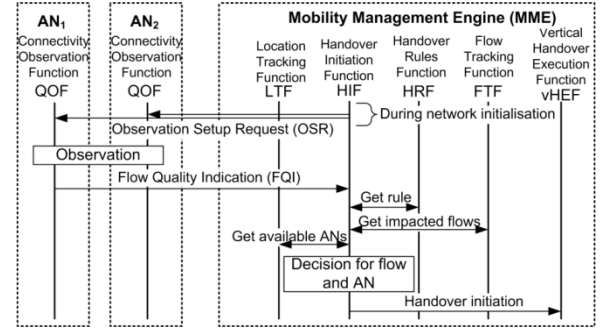 AN₁
Connectivity
Observation
Function
QOF
AN₂
Connectivity
Observation
Function
QOF
Mobility Management Engine (MME)
Location
Tracking
Function
LTF
Handover
Initiation
Function
HIF
Handover
Rules
Function
HRF
Flow
Tracking
Function
FTF
Vertical
Handover
Execution
Function
vHEF
During network initialisation
Observation Setup Request (OSR)
Observation
Flow Quality Indication (FQI)
Get rule
Get impacted flows
Get available ANs
Decision for flow
and AN
Handover initiation